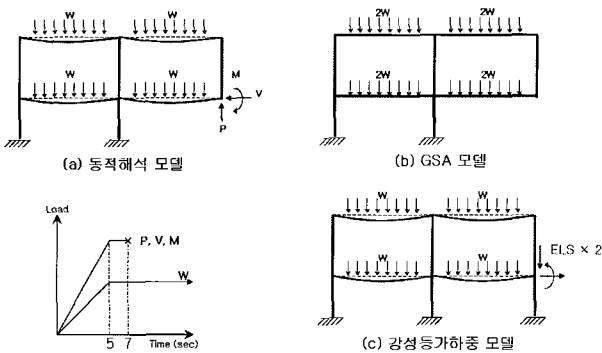 W W
W W M
V
P
(a) 동적해석 모델
2W 2W
2W 2W
(b) GSA 모델
Load
P, V, M
W
5 7 Time (sec)
W W
W W ELS × 2
(c) 강성등가하중 모델